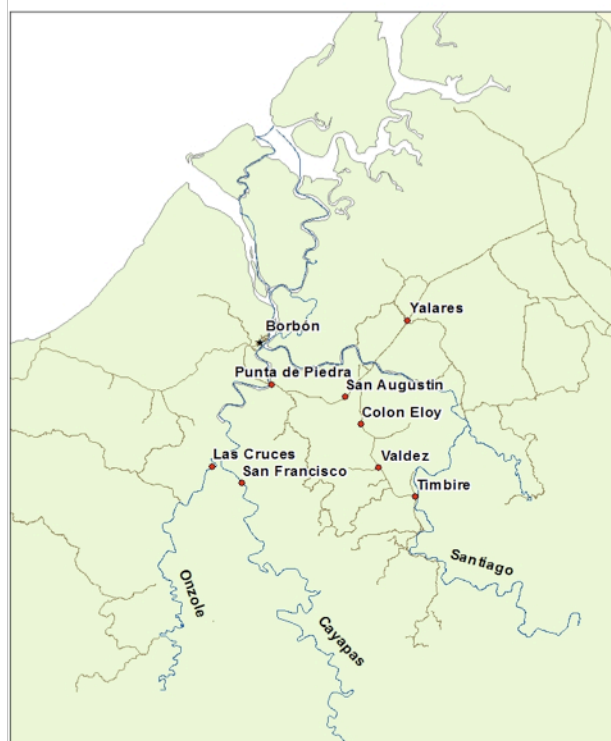 Yalares
Borbón
Punta de Piedra
San Augustin
Colon Eloy
Las Cruces
San Francisco
Valdez
Timbire
Santiago
Onzole
Cayapas